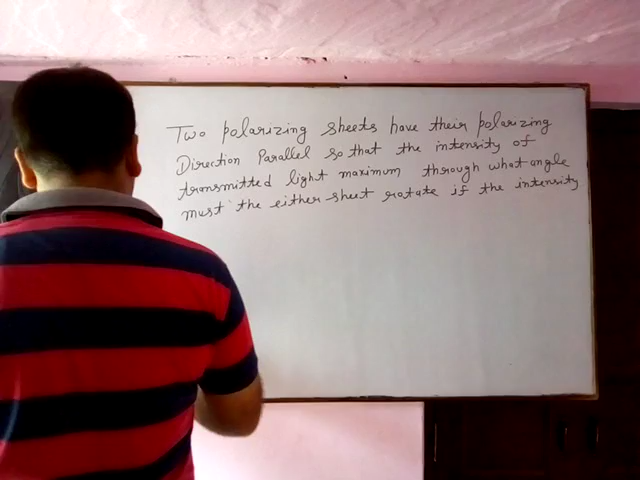 Two polarizing sheets have their polarizing
Direction Parallel so that the intensity of
transmitted light maximum through what angle
must the either sheet rotate if the intensity